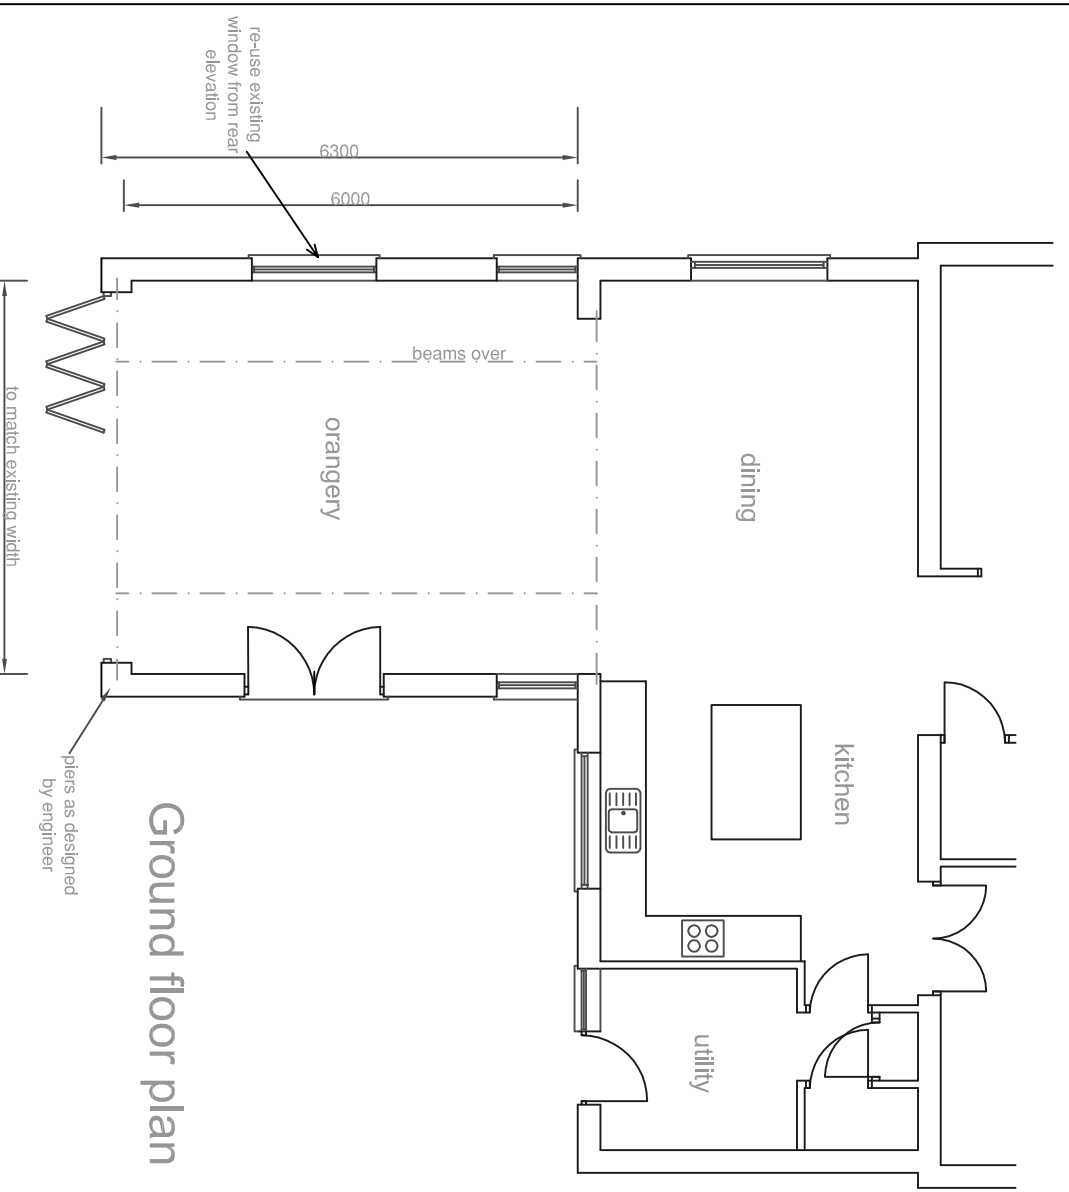 re-use existing
window from rear
elevation
6300
6000
beams over
to match existing width
orangery
dining
kitchen
piers as designed
by engineer
utility
Ground floor plan